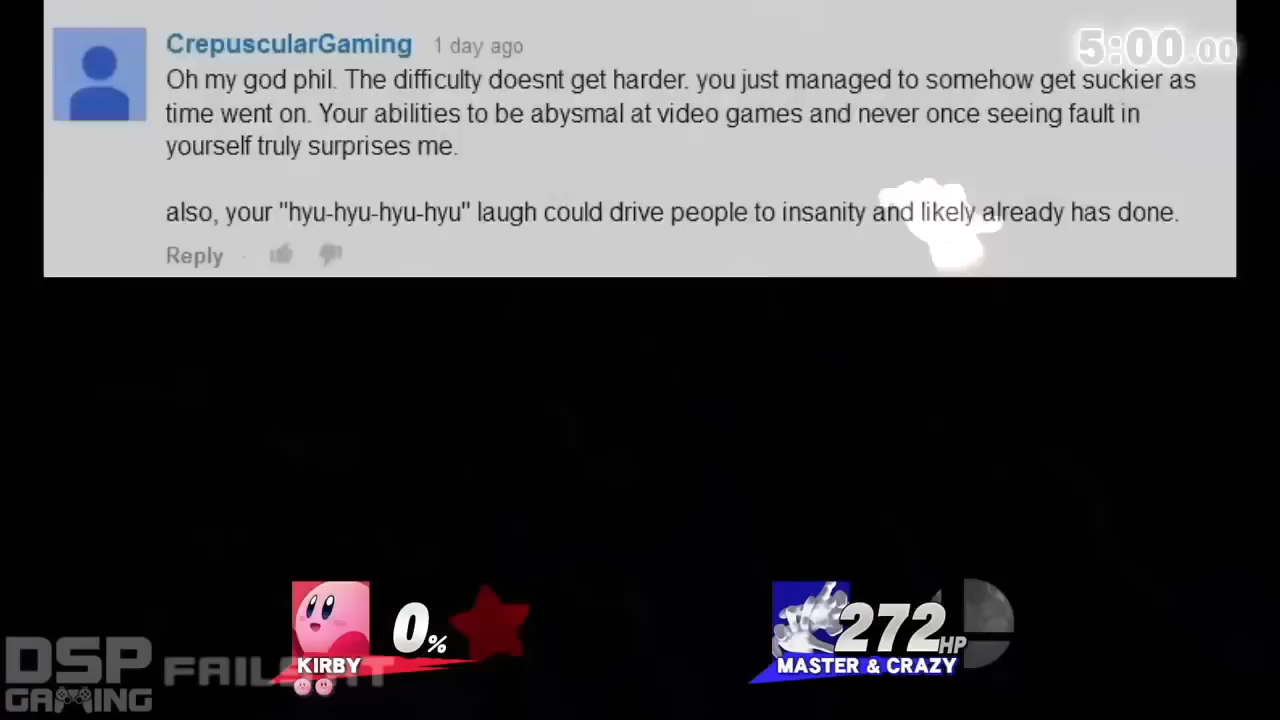 CrepuscularGaming 1 day ago
5:00.00
Oh my god phil. The difficulty doesnt get harder. you just managed to somehow get suckier as
time went on. Your abilities to be abysmal at video games and never once seeing fault in
yourself truly surprises me.
also, your "hyu-hyu-hyu-hyu" laugh could drive people to insanity and likely already has done.
Reply
0%
272HP
KIRBY
MASTER & CRAZY
DSP
GAMING